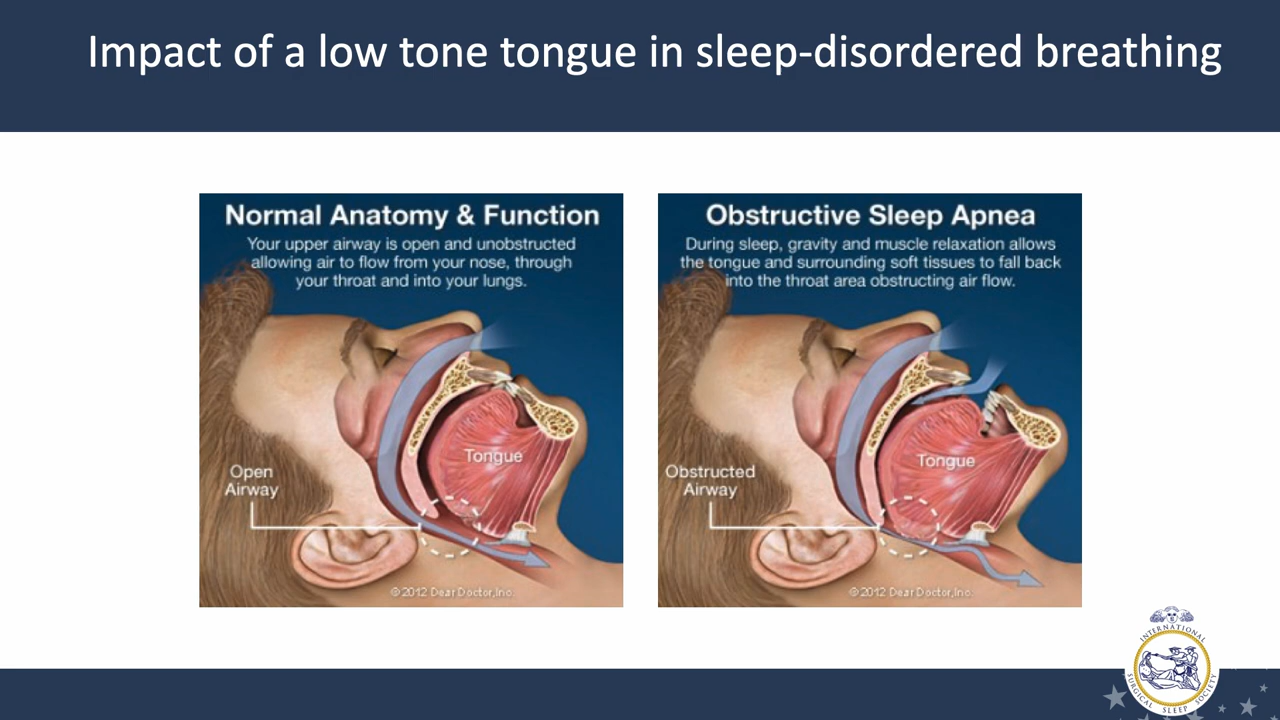 Impact of a low tone tongue in sleep-disordered breathing
Normal Anatomy & Function
Your upper airway is open and unobstructed
allowing air to flow from your nose, through
your throat and into your lungs.
Tongue
Open
Airway
©2012 Dear Doctor, Inc.
Obstructive Sleep Apnea
During sleep, gravity and muscle relaxation allows
the tongue and surrounding soft tissues to fall back
into the throat area obstructing air flow.
Tongue
Obstructed
Airway
©2012 Dear Doctor, Inc.
INTERNATIONAL
SURGICAL SLEEP SOCIETY